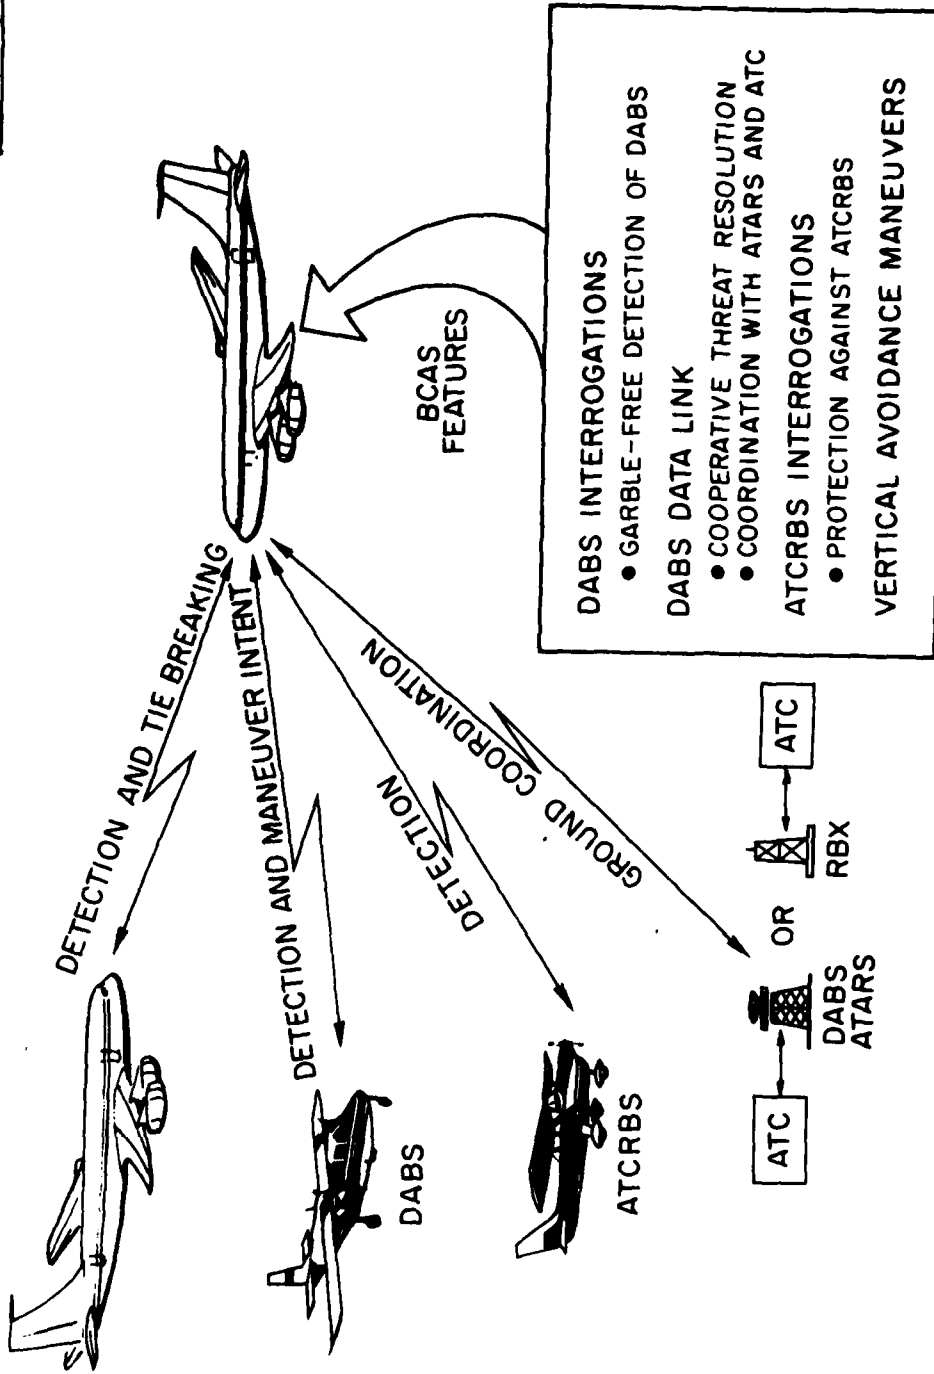 DETECTION AND TIE BREAKING
DETECTION AND MANEUVER INTENT
DABS
DETECTION
ATCRBS
GROUND COORDINATION
ATC
DABS
ATARS
OR
RBX
ATC
BCAS
FEATURES
DABS INTERROGATIONS
● GARBLE-FREE DETECTION OF DABS
DABS DATA LINK
● COOPERATIVE THREAT RESOLUTION
● COORDINATION WITH ATARS AND ATC
ATCRBS INTERROGATIONS
● PROTECTION AGAINST ATCRBS
VERTICAL AVOIDANCE MANEUVERS